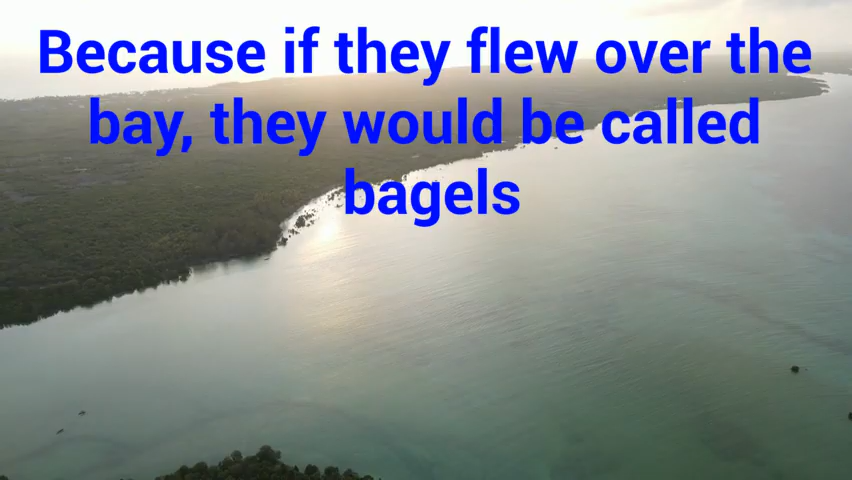 Because if they flew over the
bay, they would be called
bagels